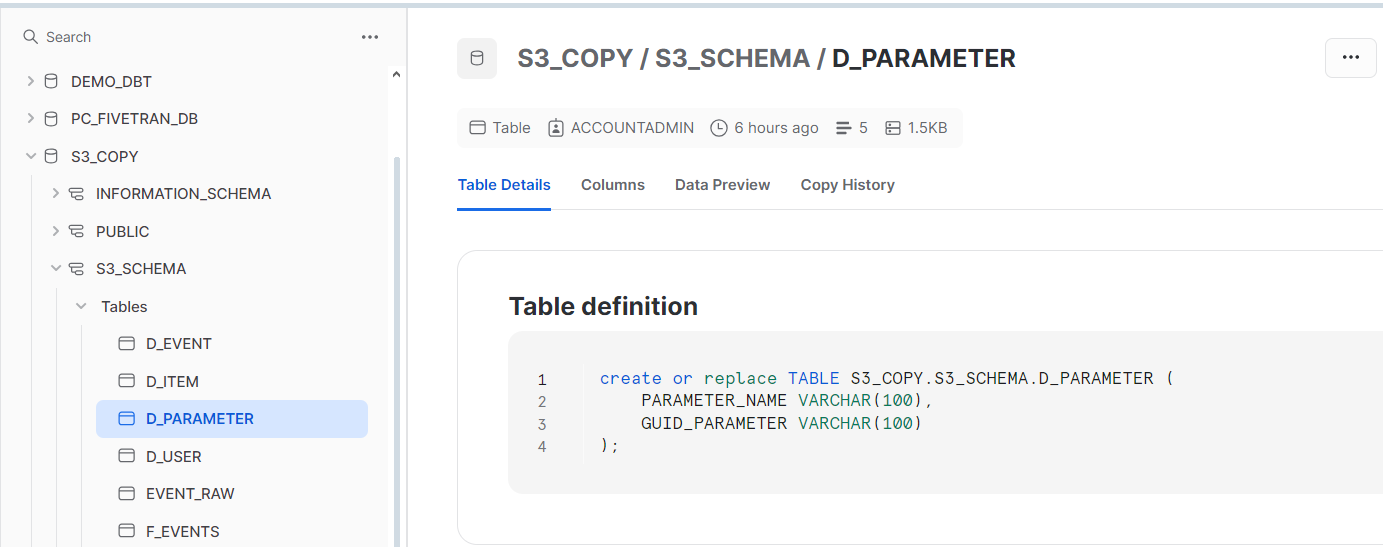 Search
DEMO_DBT
PC_FIVETRAN_DB
S3_COPY
INFORMATION_SCHEMA
PUBLIC
S3_SCHEMA
Tables
D_EVENT
D_ITEM
D_PARAMETER
D_USER
EVENT_RAW
F_EVENTS
S3_COPY / S3_SCHEMA / D_PARAMETER
Table ACCOUNTADMIN 6 hours ago 5 1.5KB
Table Details Columns Data Preview Copy History
Table definition
1 create or replace TABLE S3_COPY.S3_SCHEMA.D_PARAMETER (
2 PARAMETER_NAME VARCHAR(100),
3 GUID_PARAMETER VARCHAR(100)
4 );